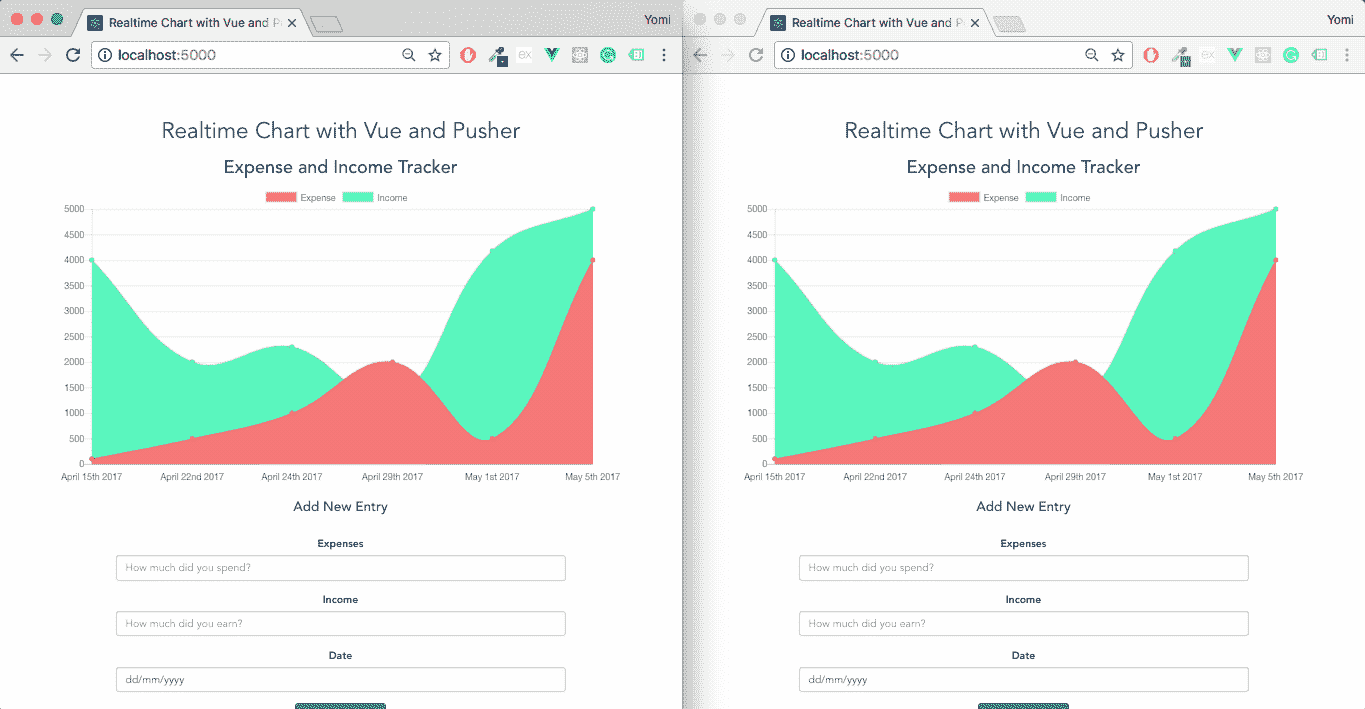 Realtime Chart with Vue and P
Yomi
localhost:5000
Realtime Chart with Vue and Pusher
Expense and Income Tracker
Expense Income
5000
4500
4000
3500
3000
2500
2000
1500
1000
500
0
April 15th 2017 April 22nd 2017 April 24th 2017 April 29th 2017 May 1st 2017 May 5th 2017
Add New Entry
Expenses
How much did you spend?
Income
How much did you earn?
Date
dd/mm/yyyy
Realtime Chart with Vue and P
Yomi
localhost:5000
Realtime Chart with Vue and Pusher
Expense and Income Tracker
Expense Income
5000
4500
4000
3500
3000
2500
2000
1500
1000
500
0
April 15th 2017 April 22nd 2017 April 24th 2017 April 29th 2017 May 1st 2017 May 5th 2017
Add New Entry
Expenses
How much did you spend?
Income
How much did you earn?
Date
dd/mm/yyyy